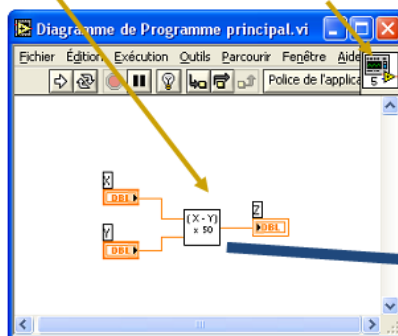 Diagramme de Programme principal.vi
Fichier Édition Exécution Outils Parcourir Fenêtre Aide
Police de l'applica
5
X
DBL
Y
DBL
(X-Y)
x 50
Z
DBL